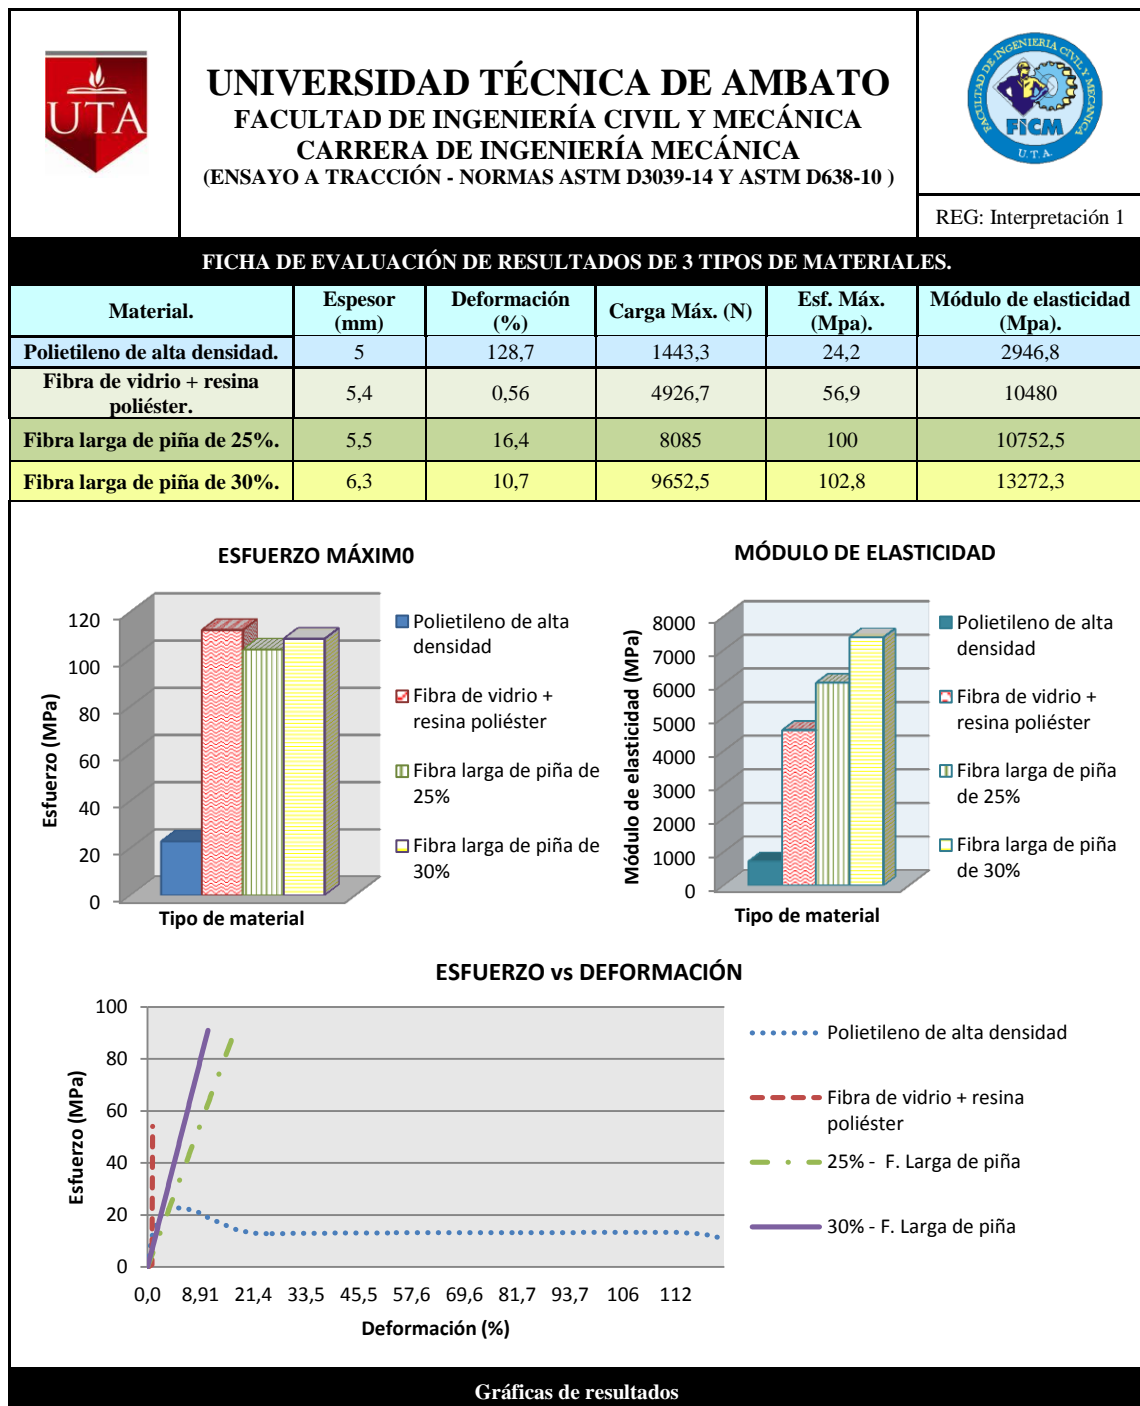 UTA
UNIVERSIDAD TÉCNICA DE AMBATO
FACULTAD DE INGENIERÍA CIVIL Y MECÁNICA
CARRERA DE INGENIERÍA MECÁNICA
(ENSAYO A TRACCIÓN - NORMAS ASTM D3039-14 Y ASTM D638-10 )
FACULTAD DE INGENIERIA CIVIL Y MECANICA
FICM
U.T.A.
REG: Interpretación 1
FICHA DE EVALUACIÓN DE RESULTADOS DE 3 TIPOS DE MATERIALES.
Material. Espesor (mm) Deformación (%) Carga Máx. (N) Esf. Máx. (Mpa). Módulo de elasticidad (Mpa).
Polietileno de alta densidad. 5 128,7 1443,3 24,2 2946,8
Fibra de vidrio + resina poliéster. 5,4 0,56 4926,7 56,9 10480
Fibra larga de piña de 25%. 5,5 16,4 8085 100 10752,5
Fibra larga de piña de 30%. 6,3 10,7 9652,5 102,8 13272,3
ESFUERZO MÁXIM0
120
100
80
60
40
20
0
Esfuerzo (MPa)
Tipo de material
Polietileno de alta
densidad
Fibra de vidrio +
resina poliéster
Fibra larga de piña de
25%
Fibra larga de piña de
30%
MÓDULO DE ELASTICIDAD
8000
7000
6000
5000
4000
3000
2000
1000
0
Módulo de elasticidad (MPa)
Tipo de material
Polietileno de alta
densidad
Fibra de vidrio +
resina poliéster
Fibra larga de piña
de 25%
Fibra larga de piña
de 30%
ESFUERZO vs DEFORMACIÓN
100
80
60
40
20
0
Esfuerzo (MPa)
0,0 8,91 21,4 33,5 45,5 57,6 69,6 81,7 93,7 106 112
Deformación (%)
Polietileno de alta densidad
Fibra de vidrio + resina
poliéster
25% - F. Larga de piña
30% - F. Larga de piña
Gráficas de resultados